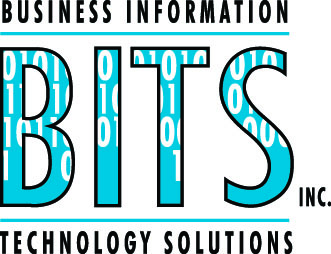 BUSINESS INFORMATION
BITS INC.
TECHNOLOGY SOLUTIONS